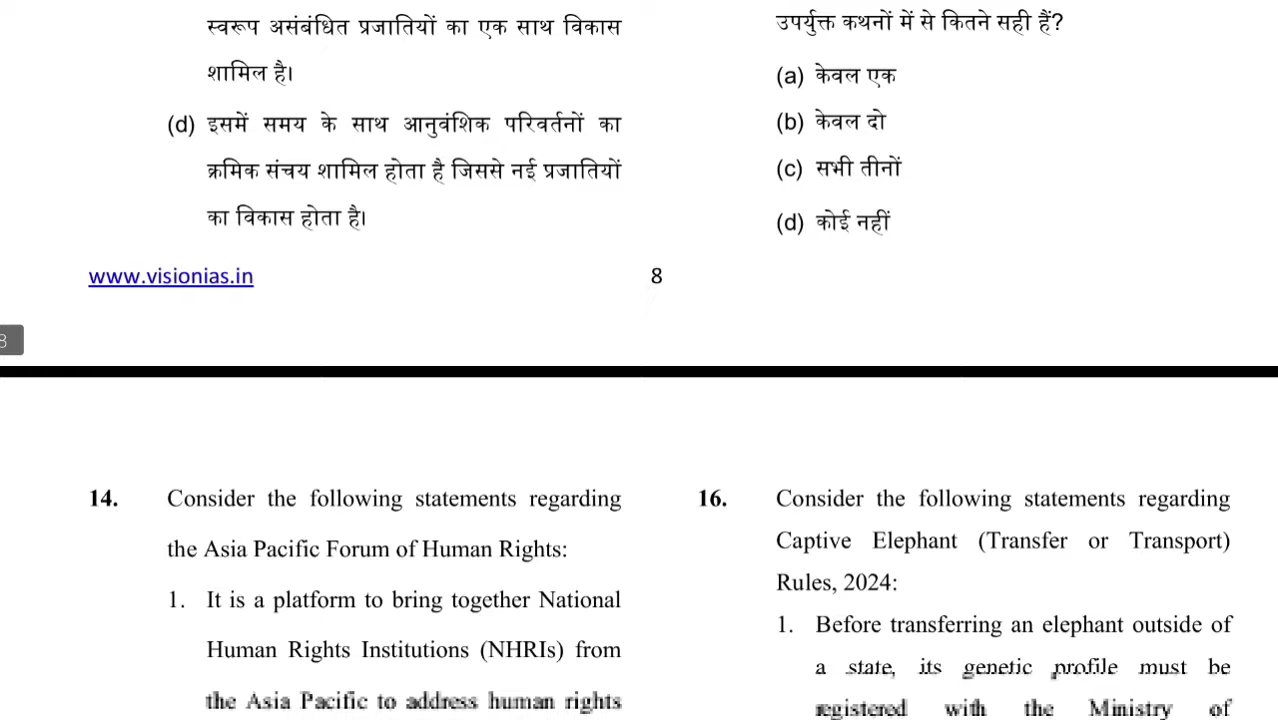 स्वरूप असंबंधित प्रजातियों का एक साथ विकास
शामिल है।
(d) इसमें समय के साथ आनुवंशिक परिवर्तनों का
क्रमिक संचय शामिल होता है जिससे नई प्रजातियों
का विकास होता है।
उपर्युक्त कथनों में से कितने सही हैं?
(a) केवल एक
(b) केवल दो
(c) सभी तीनों
(d) कोई नहीं
www.visionias.in
8
8
14. Consider the following statements regarding
the Asia Pacific Forum of Human Rights:
1. It is a platform to bring together National
Human Rights Institutions (NHRIs) from
the Asia Pacific to address human rights
16. Consider the following statements regarding
Captive Elephant (Transfer or Transport)
Rules, 2024:
1. Before transferring an elephant outside of
a state, its genetic profile must be
registered with the Ministry of